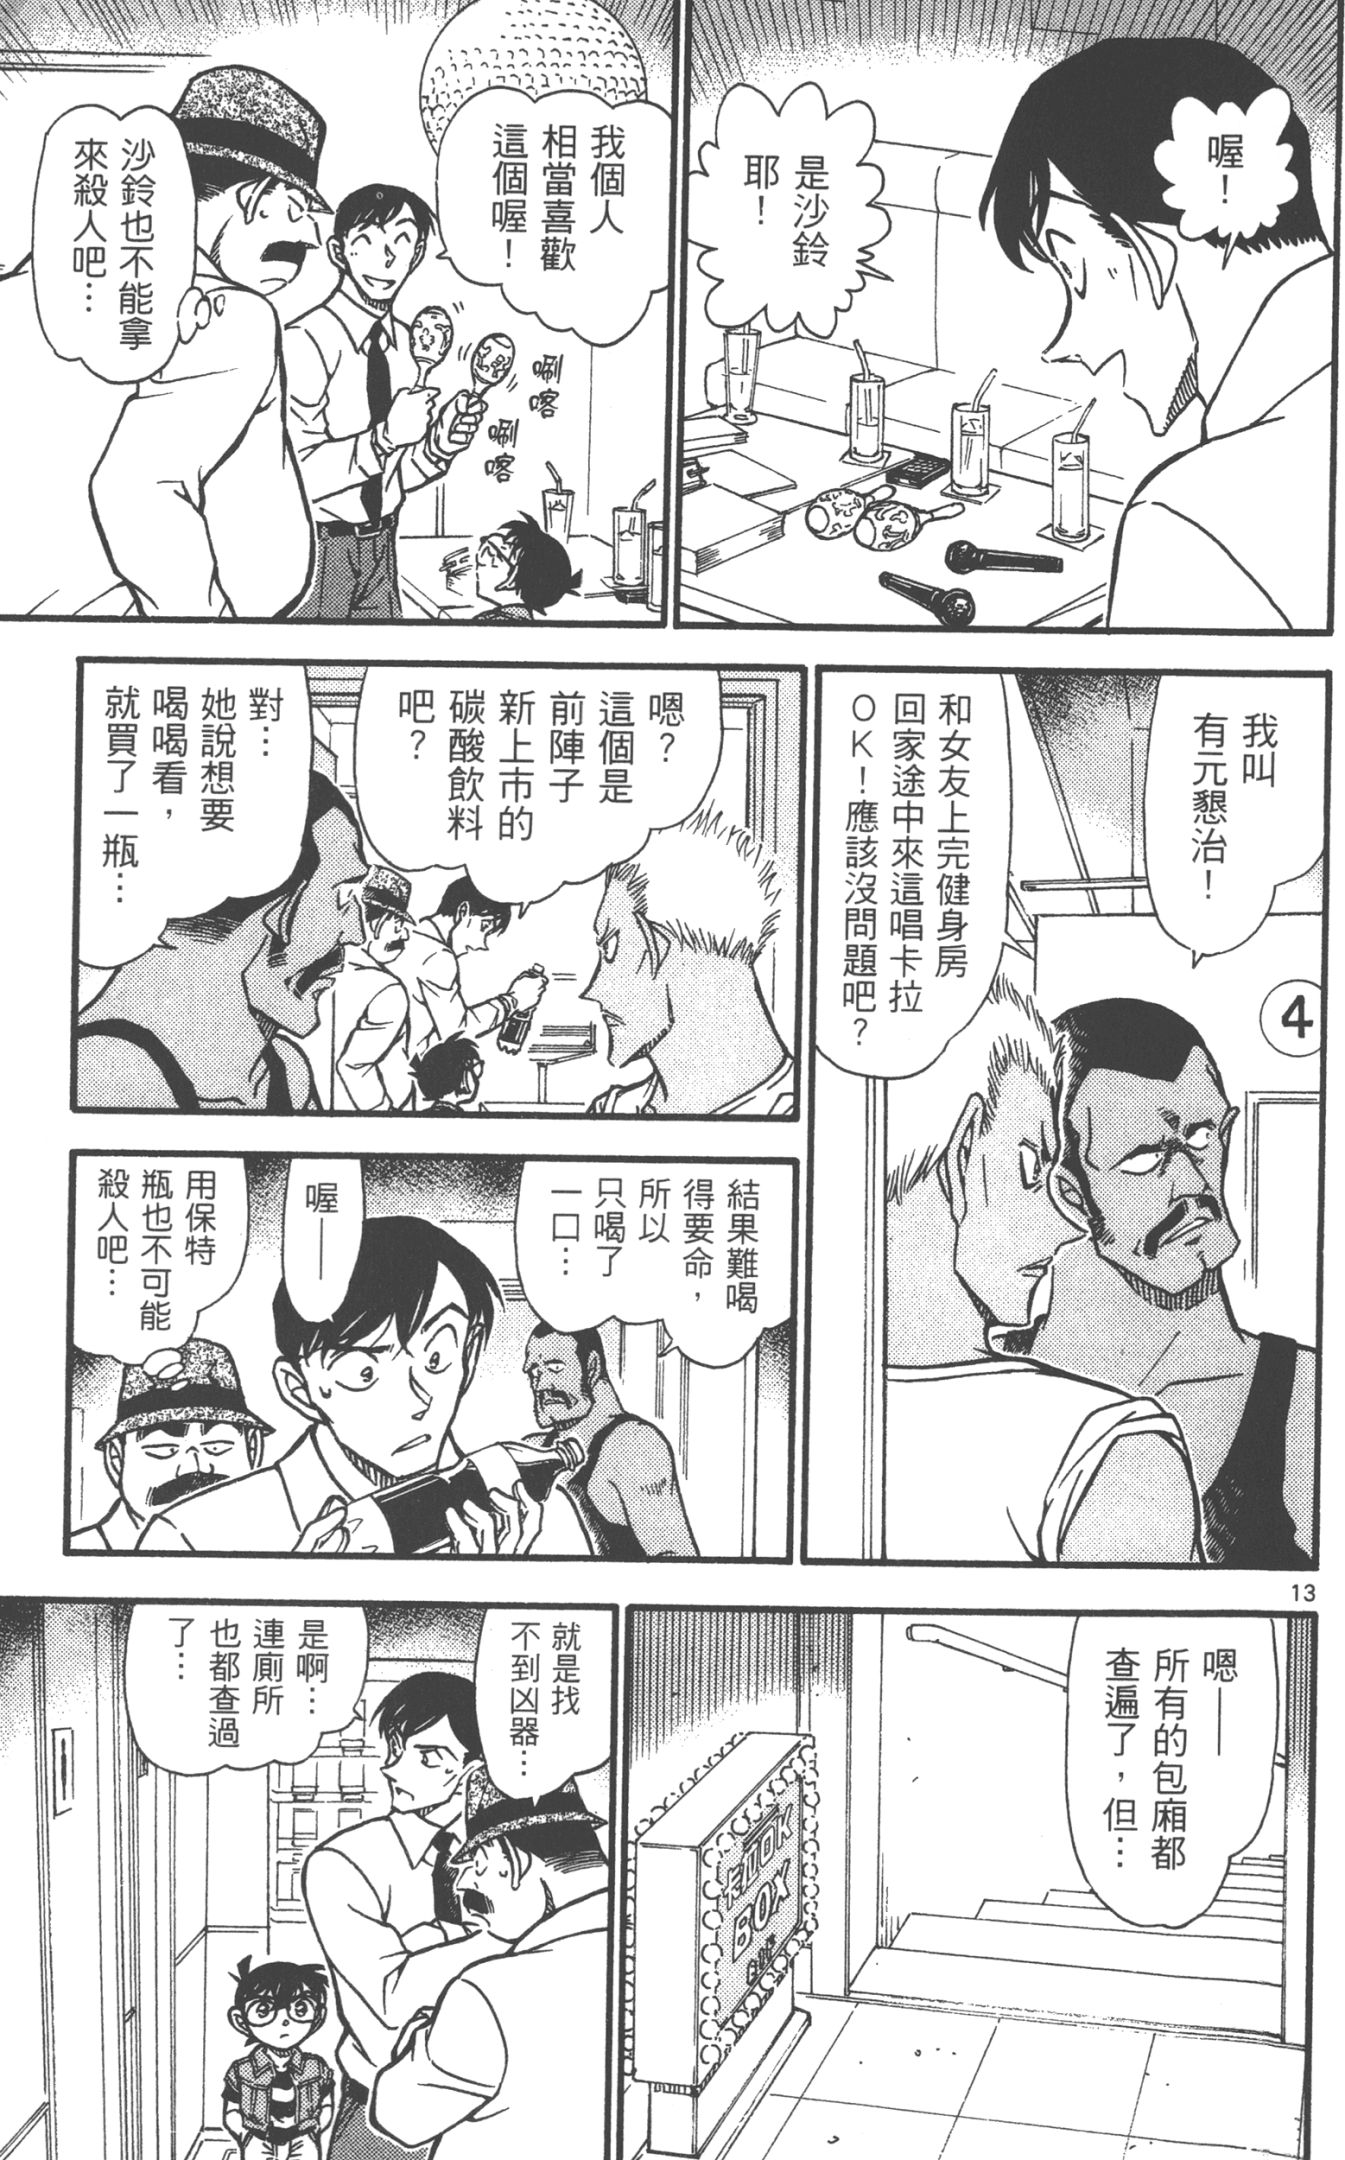 喔！
是沙鈴
耶！
我個人
相當喜歡
這個喔！
唰
喀
唰
喀
沙鈴也不能拿
來殺人吧…
我叫
有元懇治！
和女友上完健身房
回家途中來這唱卡拉
ＯＫ！應該沒問題吧？
4
嗯？
這個是
前陣子
新上市的
碳酸飲料
吧？
對…
她說想要
喝喝看，
就買了一瓶…
結果難喝
得要命，
所以
只喝了
一口…
喔——
用保特
瓶也不可能
殺人吧…
13
嗯——
所有的包廂都
查遍了，但…
BOX
就是找
不到凶器…
是啊…
連廁所
也都查過
了…